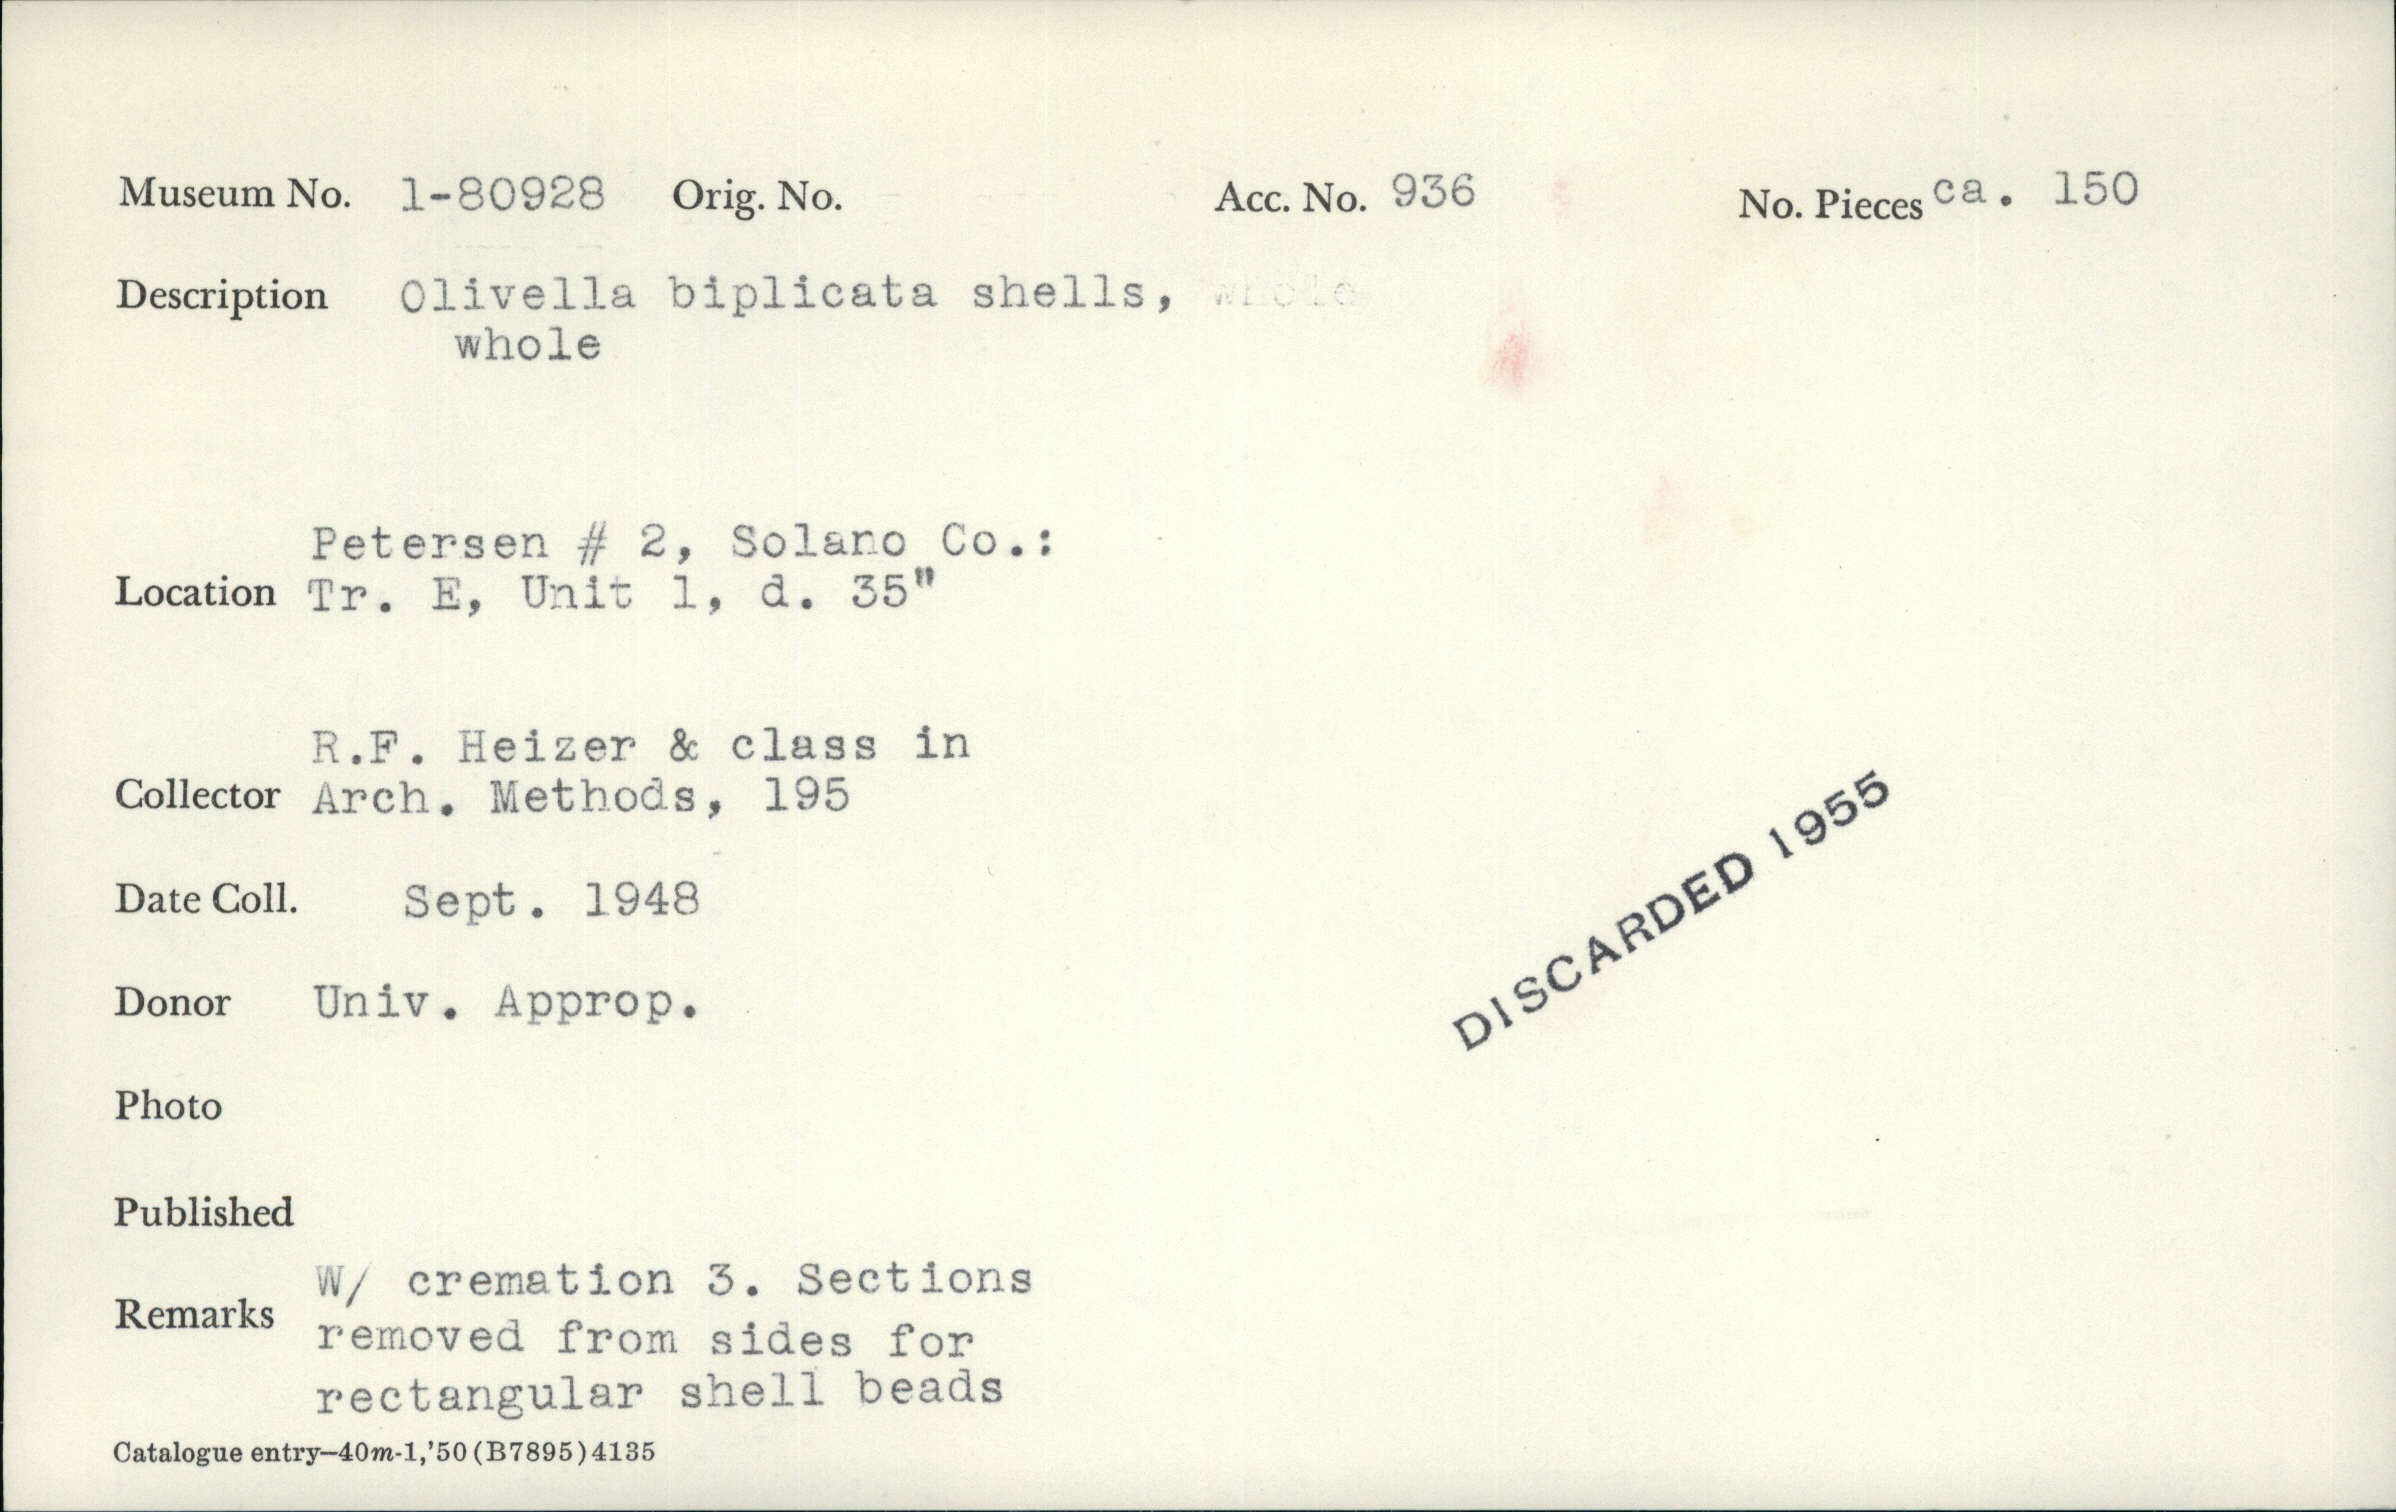 Museum No. 1-80928 Orig. No. Acc. No. 936 No. Pieces ca. 150
Description Olivella biplicata shells, whole
whole
Petersen # 2, Solano Co.:
Location Tr. E, Unit 1, d. 35"
R.F. Heizer & class in
Collector Arch. Methods, 195
Date Coll. Sept. 1948
DISCARDED 1955
Donor Univ. Approp.
Photo
Published
W/ cremation 3. Sections
Remarks
removed from sides for
rectangular shell beads
Catalogue entry—40m-1,'50 (B7895) 4135